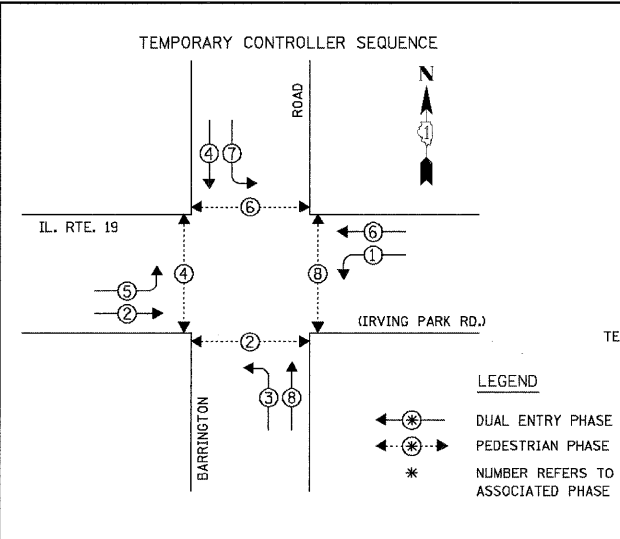 TEMPORARY CONTROLLER SEQUENCE
N
1
ROAD
4 7
6
IL. RTE. 19
6
1
4
8
5
2
(IRVING PARK RD.)
2
TE
LEGEND
3 8
BARRINGTON
* DUAL ENTRY PHASE
* PEDESTRIAN PHASE
* NUMBER REFERS TO
ASSOCIATED PHASE